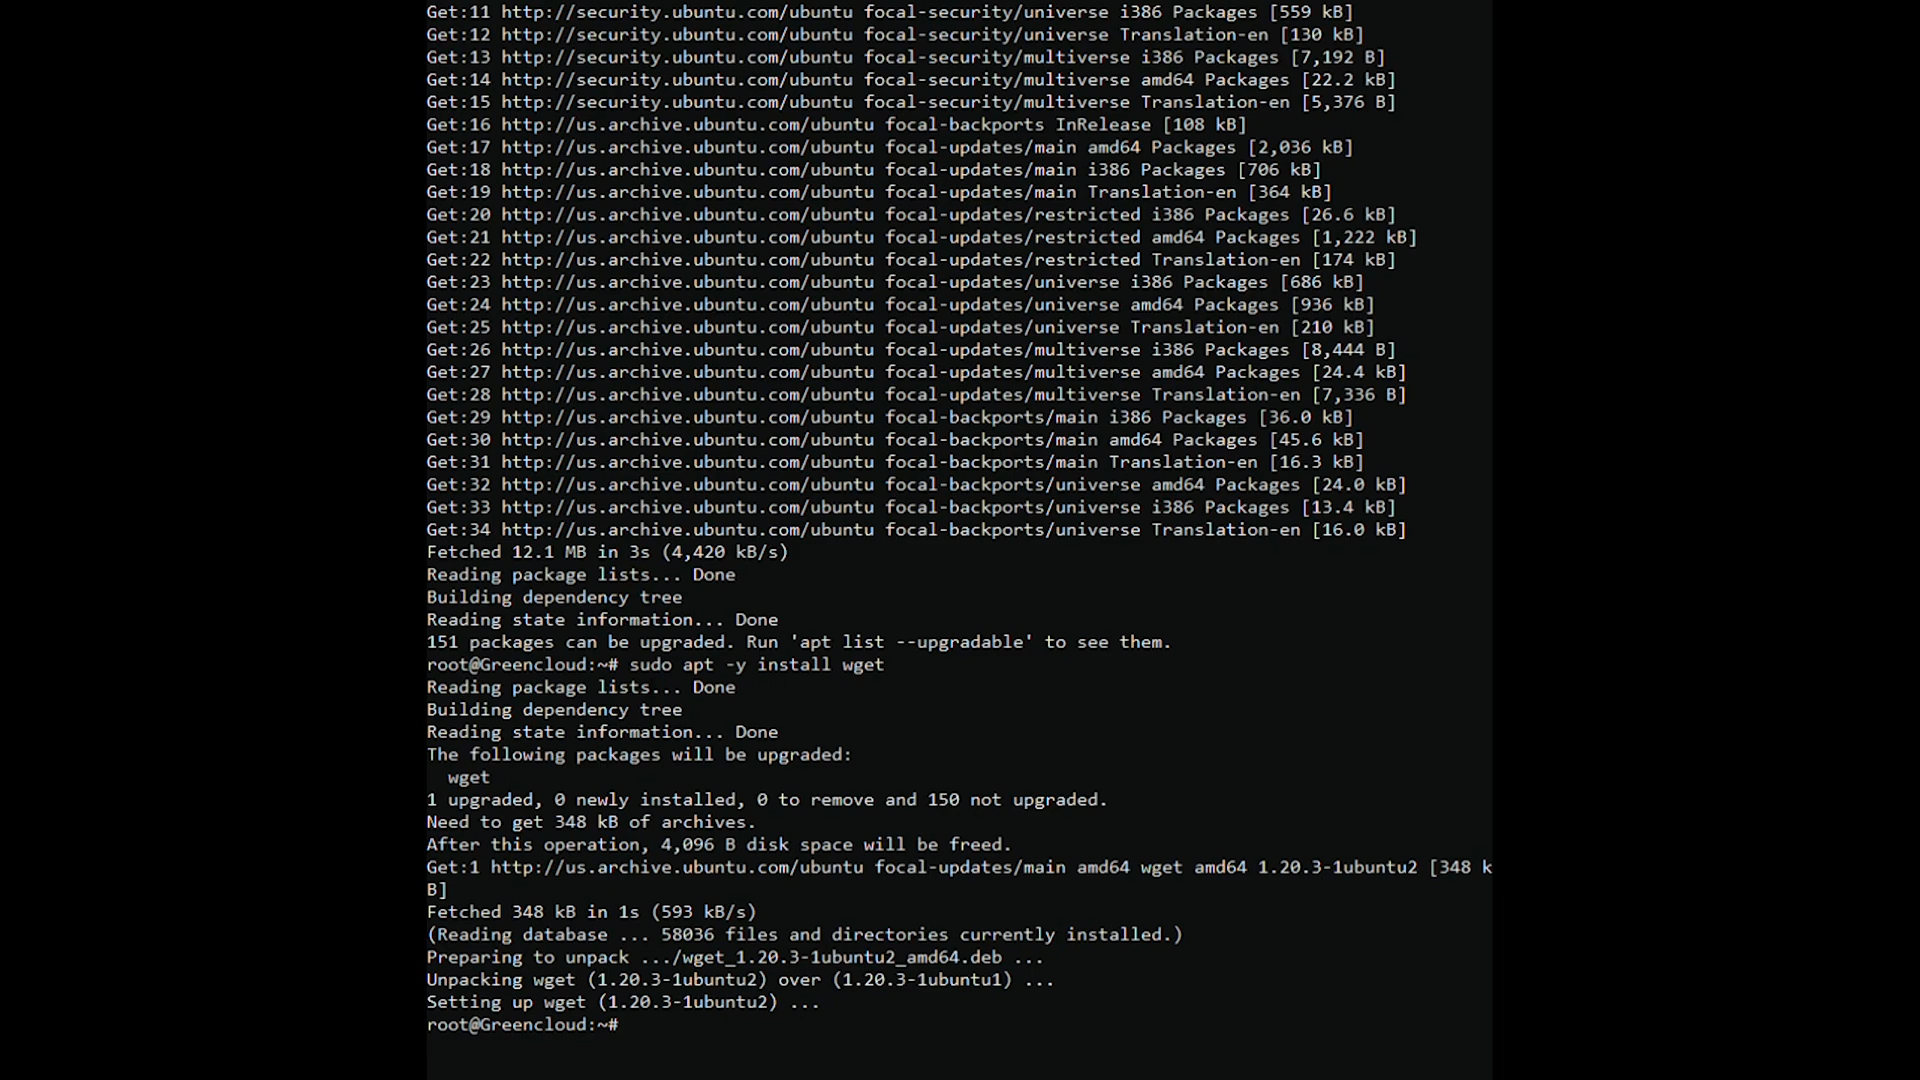 Get:11 http://security.ubuntu.com/ubuntu focal-security/universe i386 Packages [559 kB]
Get:12 http://security.ubuntu.com/ubuntu focal-security/universe Translation-en [130 kB]
Get:13 http://security.ubuntu.com/ubuntu focal-security/multiverse i386 Packages [7,192 B]
Get:14 http://security.ubuntu.com/ubuntu focal-security/multiverse amd64 Packages [22.2 kB]
Get:15 http://security.ubuntu.com/ubuntu focal-security/multiverse Translation-en [5,376 B]
Get:16 http://us.archive.ubuntu.com/ubuntu focal-backports InRelease [108 kB]
Get:17 http://us.archive.ubuntu.com/ubuntu focal-updates/main amd64 Packages [2,036 kB]
Get:18 http://us.archive.ubuntu.com/ubuntu focal-updates/main i386 Packages [706 kB]
Get:19 http://us.archive.ubuntu.com/ubuntu focal-updates/main Translation-en [364 kB]
Get:20 http://us.archive.ubuntu.com/ubuntu focal-updates/restricted i386 Packages [26.6 kB]
Get:21 http://us.archive.ubuntu.com/ubuntu focal-updates/restricted amd64 Packages [1,222 kB]
Get:22 http://us.archive.ubuntu.com/ubuntu focal-updates/restricted Translation-en [174 kB]
Get:23 http://us.archive.ubuntu.com/ubuntu focal-updates/universe i386 Packages [686 kB]
Get:24 http://us.archive.ubuntu.com/ubuntu focal-updates/universe amd64 Packages [936 kB]
Get:25 http://us.archive.ubuntu.com/ubuntu focal-updates/universe Translation-en [210 kB]
Get:26 http://us.archive.ubuntu.com/ubuntu focal-updates/multiverse i386 Packages [8,444 B]
Get:27 http://us.archive.ubuntu.com/ubuntu focal-updates/multiverse amd64 Packages [24.4 kB]
Get:28 http://us.archive.ubuntu.com/ubuntu focal-updates/multiverse Translation-en [7,336 B]
Get:29 http://us.archive.ubuntu.com/ubuntu focal-backports/main i386 Packages [36.0 kB]
Get:30 http://us.archive.ubuntu.com/ubuntu focal-backports/main amd64 Packages [45.6 kB]
Get:31 http://us.archive.ubuntu.com/ubuntu focal-backports/main Translation-en [16.3 kB]
Get:32 http://us.archive.ubuntu.com/ubuntu focal-backports/universe amd64 Packages [24.0 kB]
Get:33 http://us.archive.ubuntu.com/ubuntu focal-backports/universe i386 Packages [13.4 kB]
Get:34 http://us.archive.ubuntu.com/ubuntu focal-backports/universe Translation-en [16.0 kB]
Fetched 12.1 MB in 3s (4,420 kB/s)
Reading package lists... Done
Building dependency tree
Reading state information... Done
151 packages can be upgraded. Run 'apt list --upgradable' to see them.
root@Greencloud:~# sudo apt -y install wget
Reading package lists... Done
Building dependency tree
Reading state information... Done
The following packages will be upgraded:
  wget
1 upgraded, 0 newly installed, 0 to remove and 150 not upgraded.
Need to get 348 kB of archives.
After this operation, 4,096 B disk space will be freed.
Get:1 http://us.archive.ubuntu.com/ubuntu focal-updates/main amd64 wget amd64 1.20.3-1ubuntu2 [348 k
B]
Fetched 348 kB in 1s (593 kB/s)
(Reading database ... 58036 files and directories currently installed.)
Preparing to unpack .../wget_1.20.3-1ubuntu2_amd64.deb ...
Unpacking wget (1.20.3-1ubuntu2) over (1.20.3-1ubuntu1) ...
Setting up wget (1.20.3-1ubuntu2) ...
root@Greencloud:~#